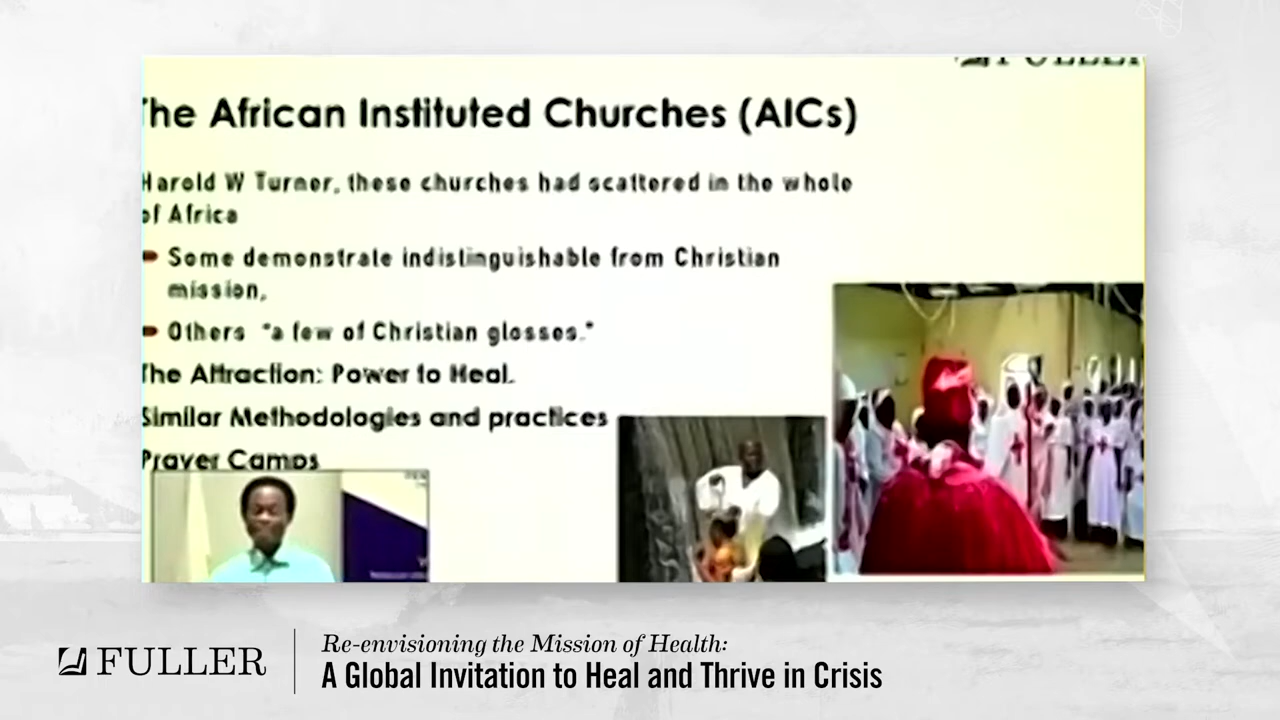 FULLER
The African Instituted Churches (AICs)
Harold W Turner, these churches had scattered in the whole
of Africa
Some demonstrate indistinguishable from Christian
mission,
Others "a few of Christian glosses."
The Attraction: Power to Heal.
Similar Methodologies and practices
Prayer Camps
FULLER
Re-envisioning the Mission of Health:
A Global Invitation to Heal and Thrive in Crisis